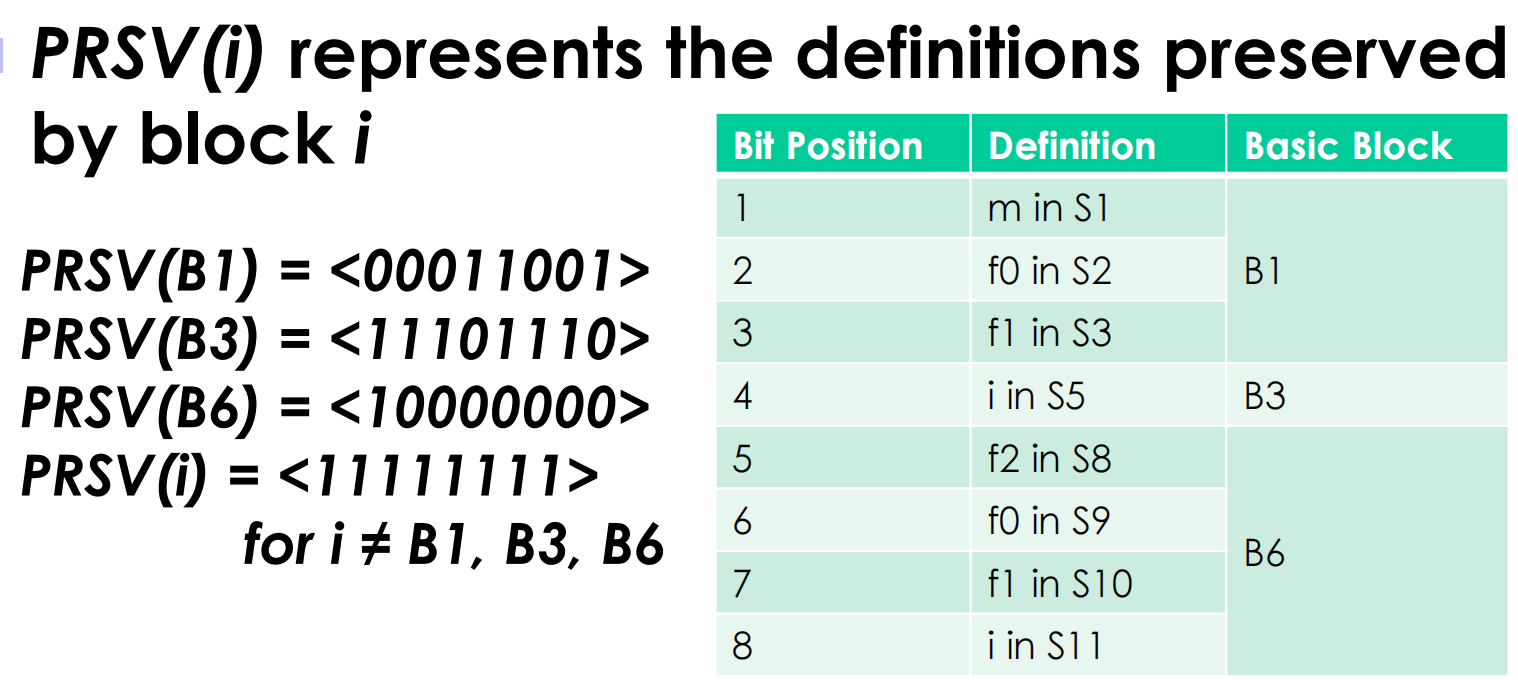 PRSV(i) represents the definitions preserved
by block i
PRSV(B1) = <00011001>
PRSV(B3) = <11101110>
PRSV(B6) = <10000000>
PRSV(i) = <11111111>
for i ≠ B1, B3, B6
Bit Position Definition Basic Block
1 m in S1
2 f0 in S2 B1
3 f1 in S3
4 i in S5 B3
5 f2 in S8
6 f0 in S9
B6
7 f1 in S10
8 i in S11